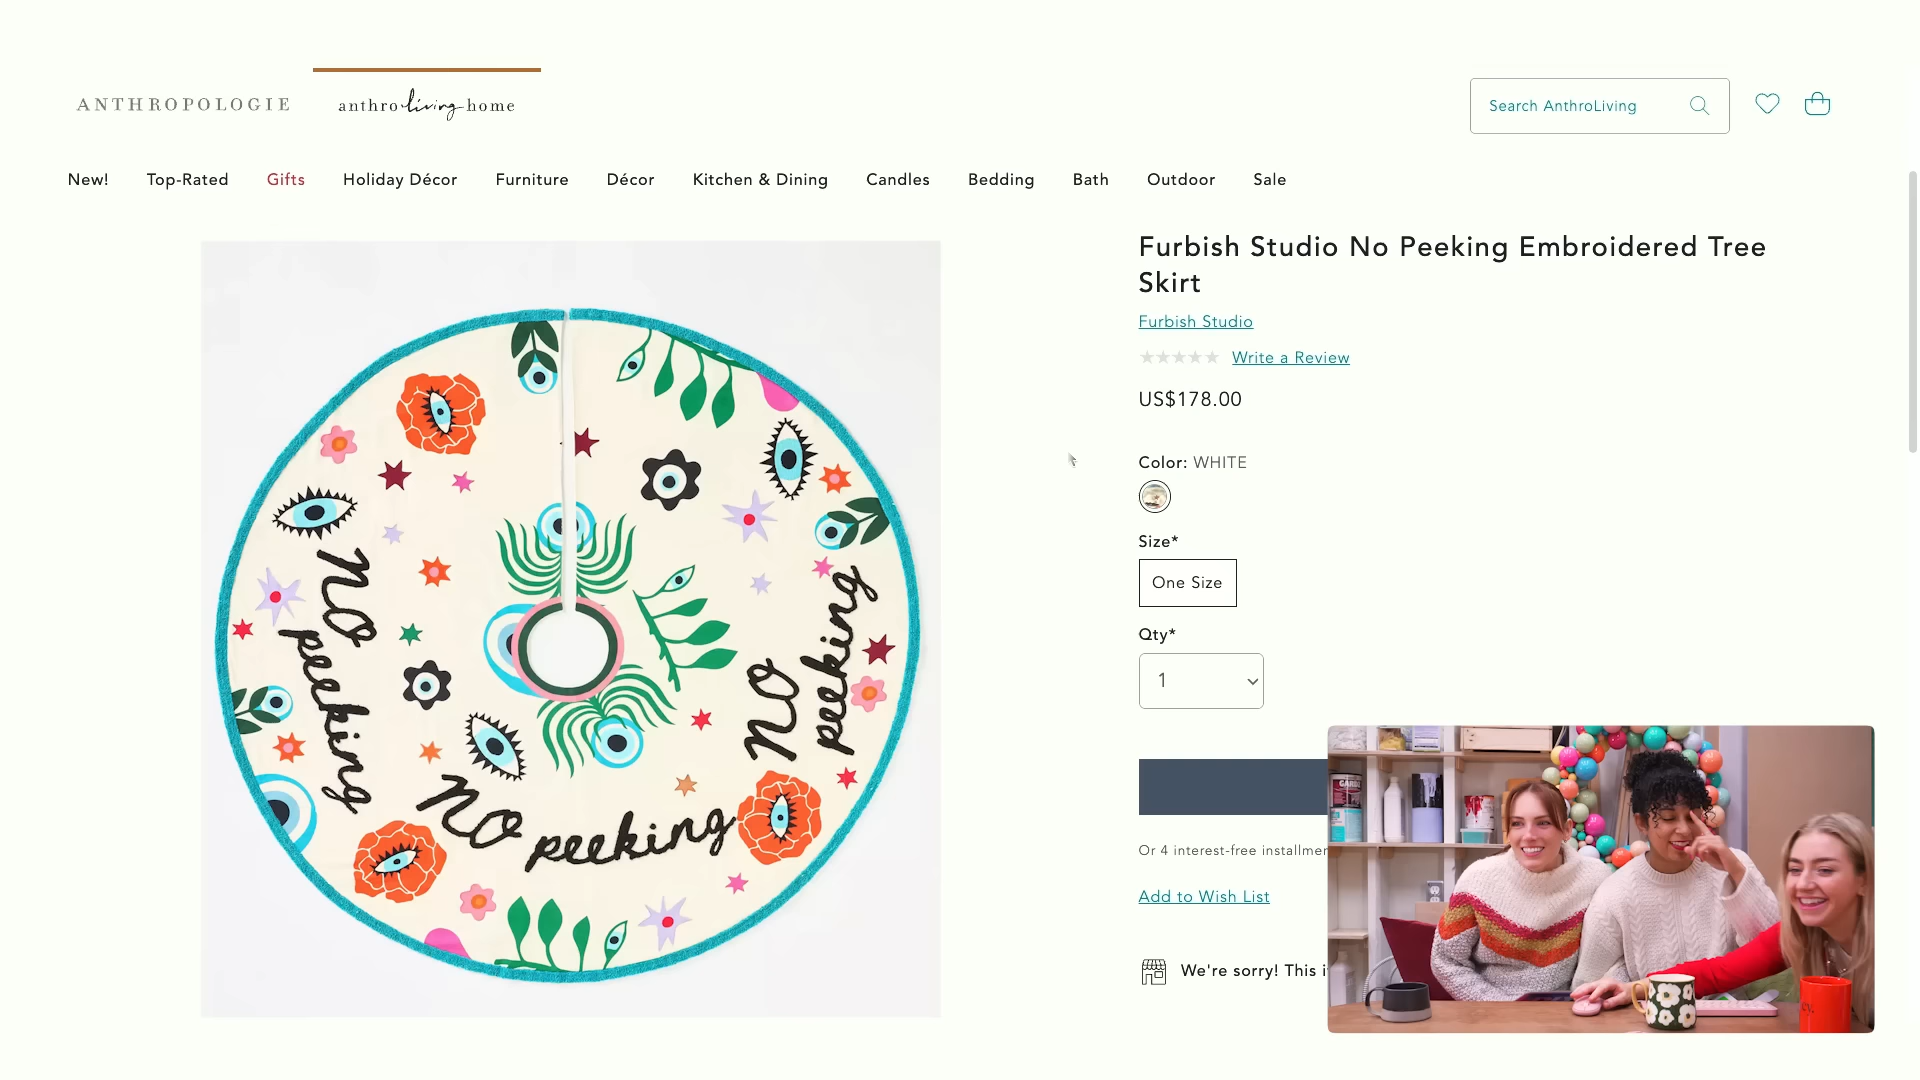 ANTHROPOLOGIE
anthroliving home
Search AnthroLiving
New! Top-Rated Gifts Holiday Décor Furniture Décor Kitchen & Dining Candles Bedding Bath Outdoor Sale
Furbish Studio No Peeking Embroidered Tree
Skirt
Furbish Studio
Write a Review
US$178.00
Color: WHITE
Size*
One Size
Qty*
1
Or 4 interest-free
Add to Wish List
We're sorry! This
no
peeking
no
peeking
no peeking